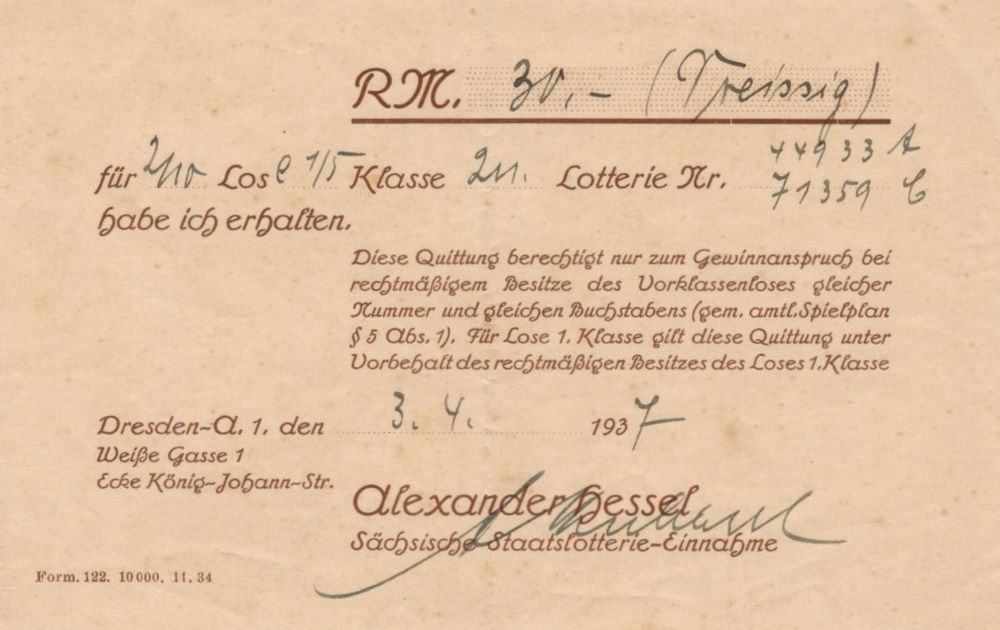 RM. 30,- (Dreissig)
für 2/10 Lose 1/5 Klasse 211. Lotterie Nr. 44933 A
71359 C
habe ich erhalten.
Diese Quittung berechtigt nur zum Gewinnanspruch bei
rechtmäßigem Besitze des Vorklassenloses gleicher
Nummer und gleichen Buchstabens (gem. amtl. Spielplan
§ 5 Abs. 1). Für Lose 1. Klasse gilt diese Quittung unter
Vorbehalt des rechtmäßigen Besitzes des Loses 1. Klasse
Dresden-A. 1, den 3. 4. 1937
Weiße Gasse 1
Ecke König-Johann-Str.
Alexander Hessel
Sächsische Staatslotterie-Einnahme
Form. 122. 10000. 11. 34